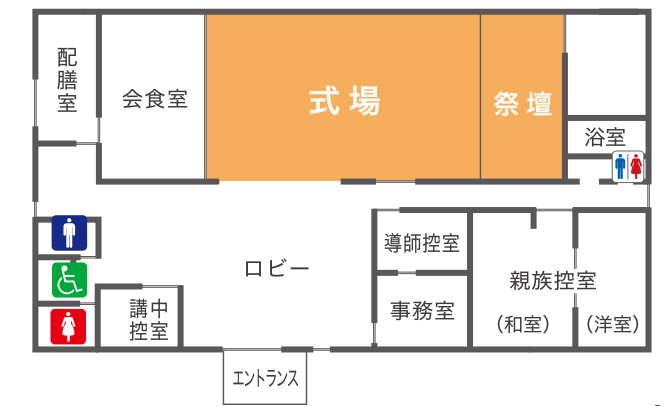 配膳室
会食室
式場
祭壇
浴室
ロビー
導師控室
事務室
親族控室
（和室）
（洋室）
講中
控室
エントランス